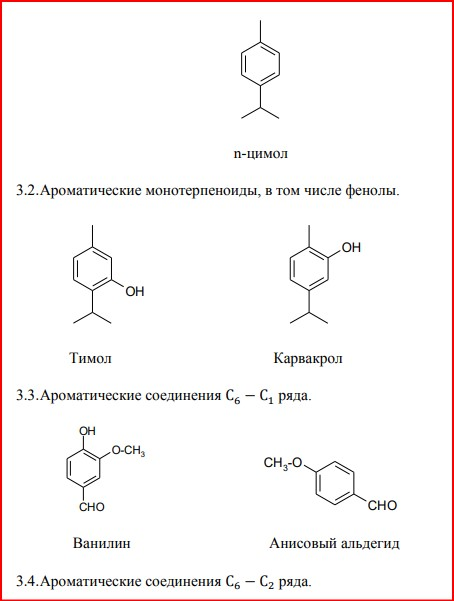 n-цимол
3.2.Ароматические монотерпеноиды, в том числе фенолы.
OH
OH
Тимол
Карвакрол
3.3.Ароматические соединения C₆ − C₁ ряда.
OH
O-CH₃
CHO
CH₃-O
CHO
Ванилин
Анисовый альдегид
3.4.Ароматические соединения C₆ − C₂ ряда.